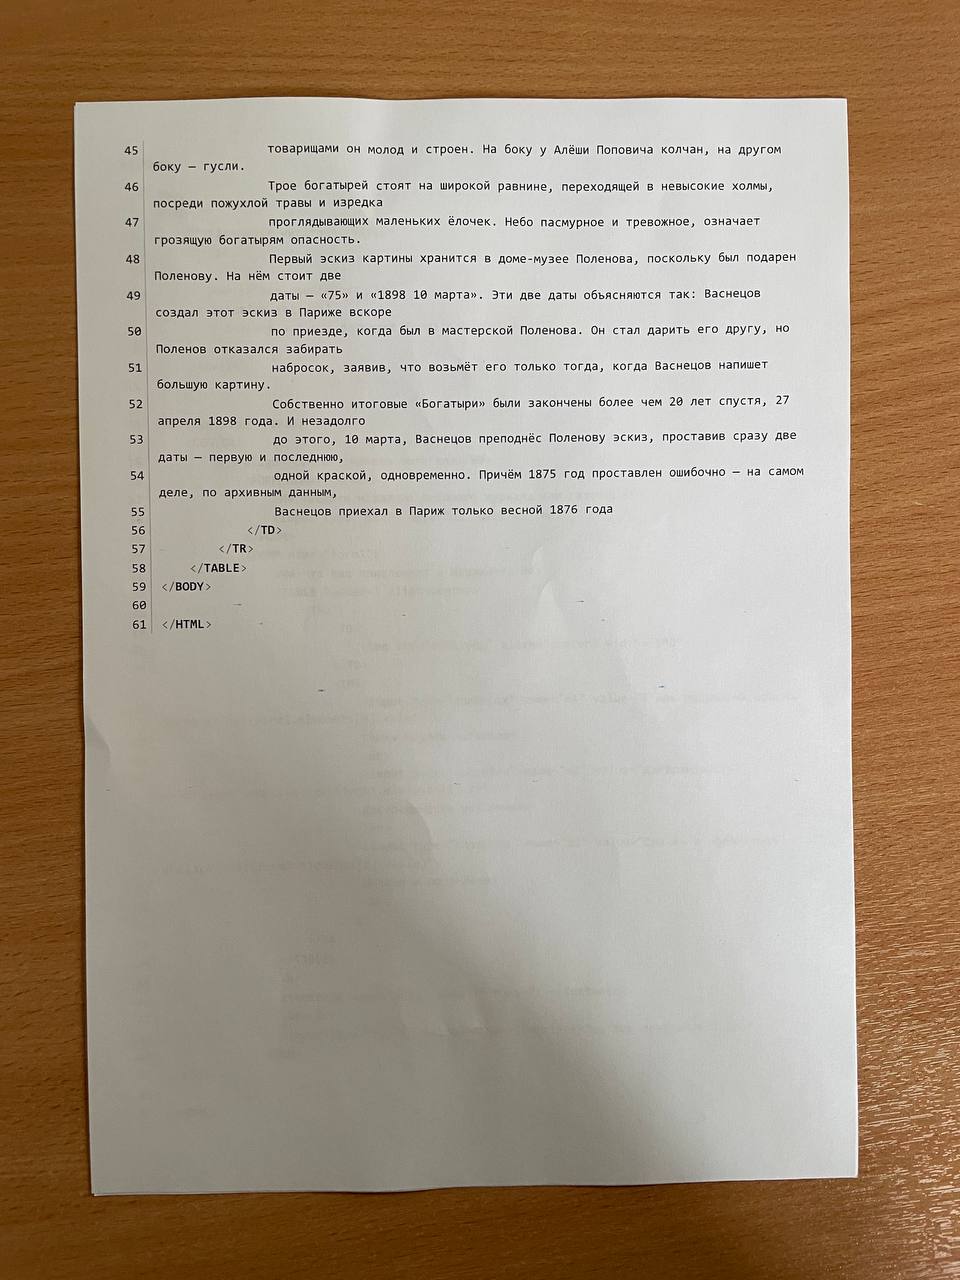 45 товарищами он молод и строен. На боку у Алёши Поповича колчан, на другом
боку — гусли.
46 Трое богатырей стоят на широкой равнине, переходящей в невысокие холмы,
посреди пожухлой травы и изредка
47 проглядывающих маленьких ёлочек. Небо пасмурное и тревожное, означает
грозящую богатырям опасность.
48 Первый эскиз картины хранится в доме-музее Поленова, поскольку был подарен
Поленову. На нём стоит две
49 даты — «75» и «1898 10 марта». Эти две даты объясняются так: Васнецов
создал этот эскиз в Париже вскоре
50 по приезде, когда был в мастерской Поленова. Он стал дарить его другу, но
Поленов отказался забирать
51 набросок, заявив, что возьмёт его только тогда, когда Васнецов напишет
большую картину.
52 Собственно итоговые «Богатыри» были закончены более чем 20 лет спустя, 27
апреля 1898 года. И незадолго
53 до этого, 10 марта, Васнецов преподнёс Поленову эскиз, проставив сразу две
даты — первую и последнюю,
54 одной краской, одновременно. Причём 1875 год проставлен ошибочно — на самом
деле, по архивным данным,
55 Васнецов приехал в Париж только весной 1876 года
56 </TD>
57 </TR>
58 </TABLE>
59 </BODY>
60
61 </HTML>